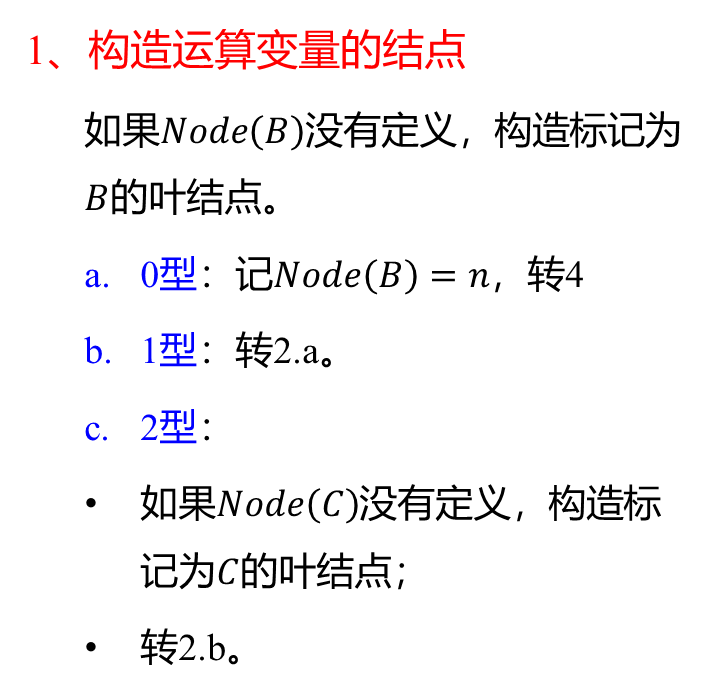 1、构造运算变量的结点
如果Node(B)没有定义，构造标记为
B的叶结点。
a. 0型：记Node(B) = n，转4
b. 1型：转2.a。
c. 2型：
• 如果Node(C)没有定义，构造标
记为C的叶结点；
• 转2.b。